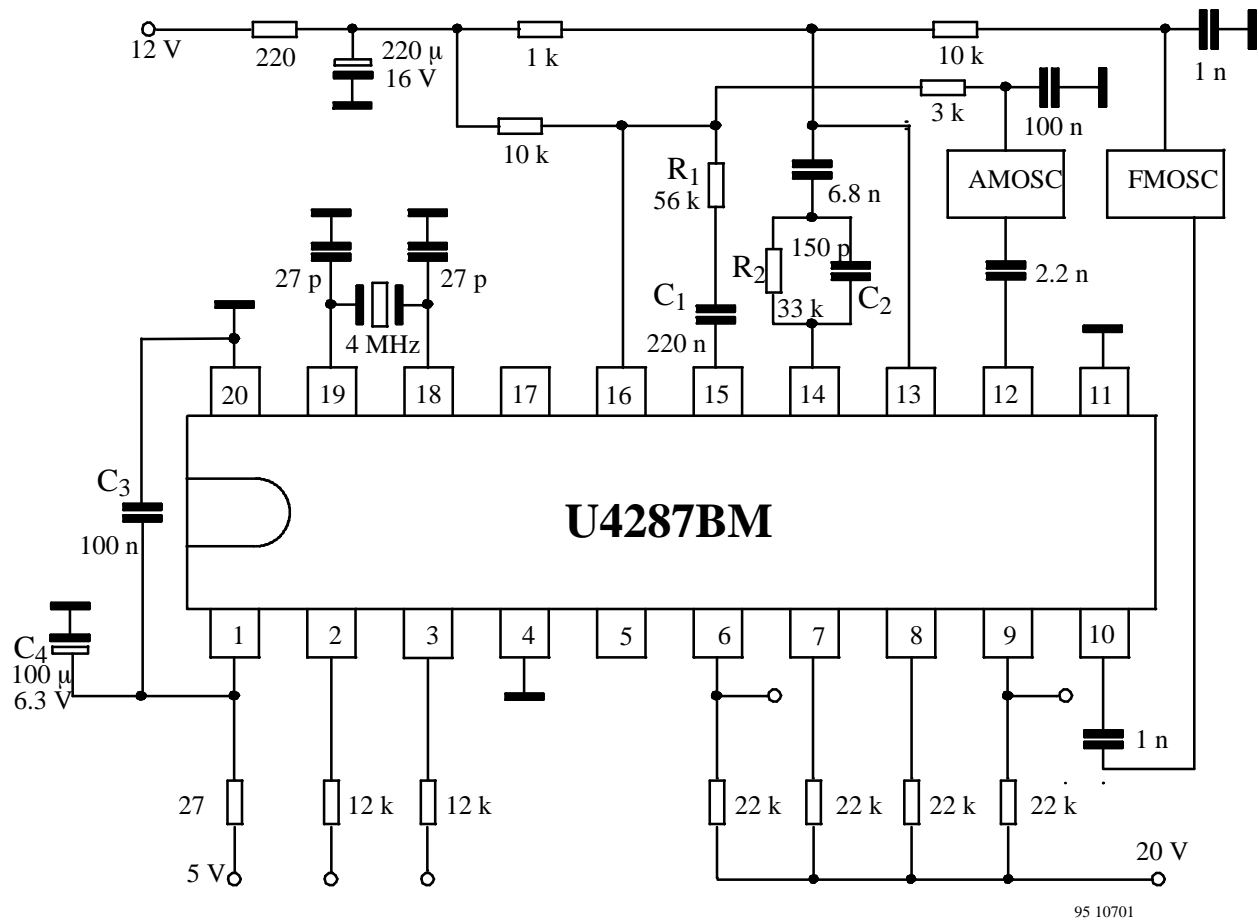 12 V
220
220 µ
16 V
1 k
10 k
1 n
10 k
3 k
100 n
R1
56 k
6.8 n
AMOSC
FMOSC
27 p
27 p
4 MHz
R2
150 p
33 k
C2
2.2 n
C1
220 n
20
19
18
17
16
15
14
13
12
11
C3
100 n
U4287BM
1
2
3
4
5
6
7
8
9
10
C4
100 µ
6.3 V
1 n
27
12 k
12 k
22 k
22 k
22 k
22 k
5 V
20 V
95 10701